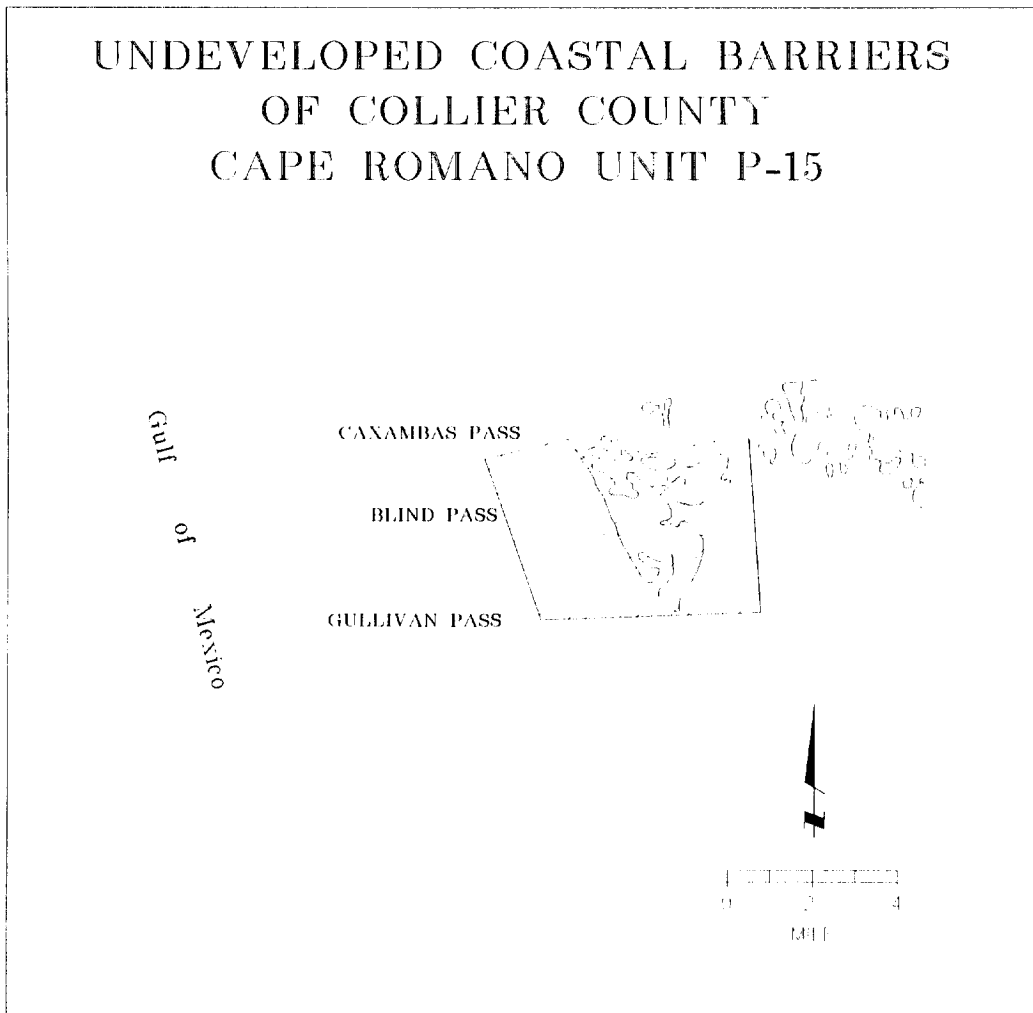 UNDEVELOPED COASTAL BARRIERS
OF COLLIER COUNTY
CAPE ROMANO UNIT P-15
Gulf of Mexico
CAXAMBAS PASS
BLIND PASS
GULLIVAN PASS
0 2 4
MILE